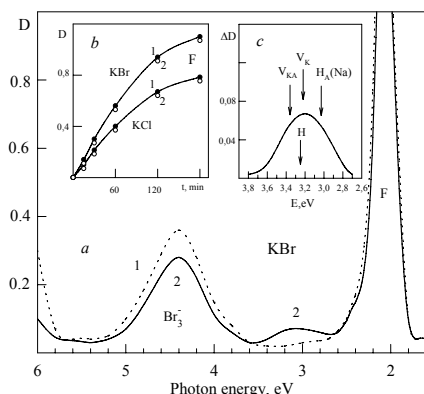 D
0.8
0.6
0.4
0.2
6
5
4
3
2
Photon energy, eV
a
1
2
Br₃⁻
KBr
2
F
D
b
0,8
0,4
KBr
KCl
1
2
F
1
2
60
120
t, min
ΔD
c
0,08
0,04
V_KA
V_K
H_A(Na)
H
3,8
3,6
3,4
3,2
3,0
2,8
2,6
E,eV